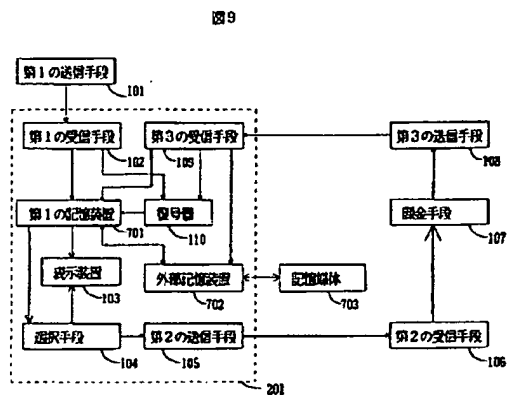 図9
第1の送信手段
101
第1の受信手段
102
第3の受信手段
109
第3の送信手段
108
第1の記憶装置
701
復号器
110
課金手段
107
表示装置
103
外部記憶装置
702
記憶媒体
703
選択手段
104
第2の送信手段
105
第2の受信手段
106
201